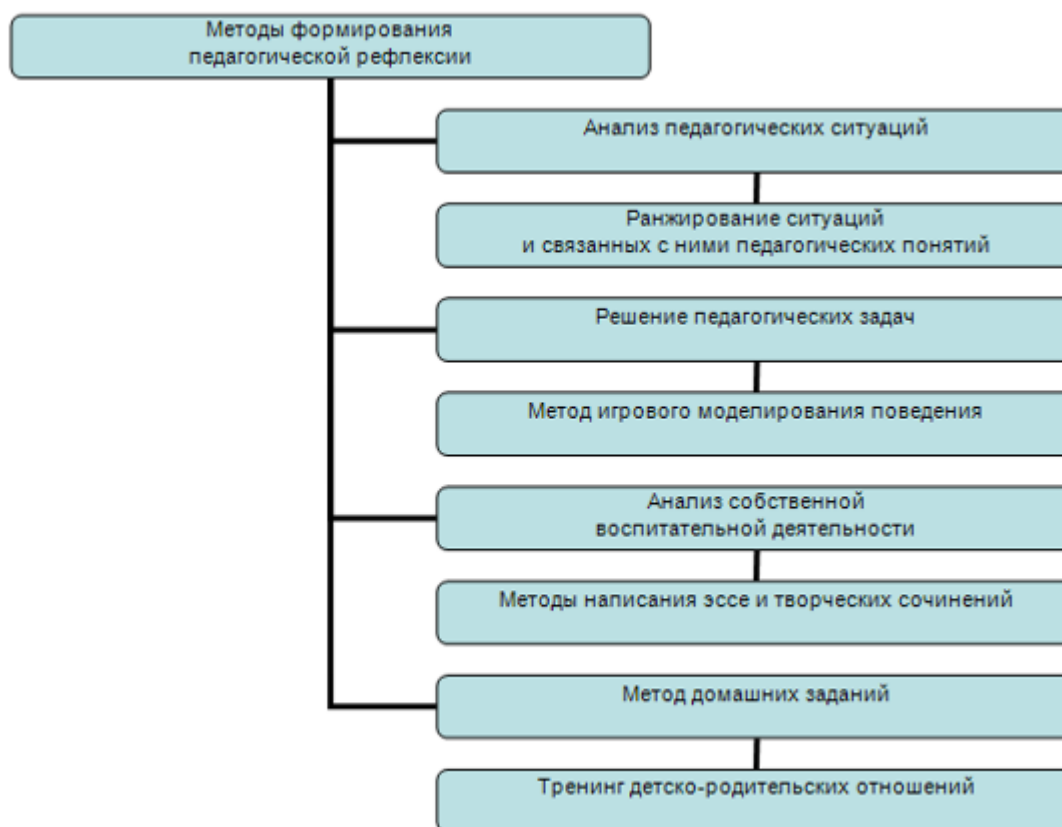 Методы формирования
педагогической рефлексии
Анализ педагогических ситуаций
Ранжирование ситуаций
и связанных с ними педагогических понятий
Решение педагогических задач
Метод игрового моделирования поведения
Анализ собственной
воспитательной деятельности
Методы написания эссе и творческих сочинений
Метод домашних заданий
Тренинг детско-родительских отношений